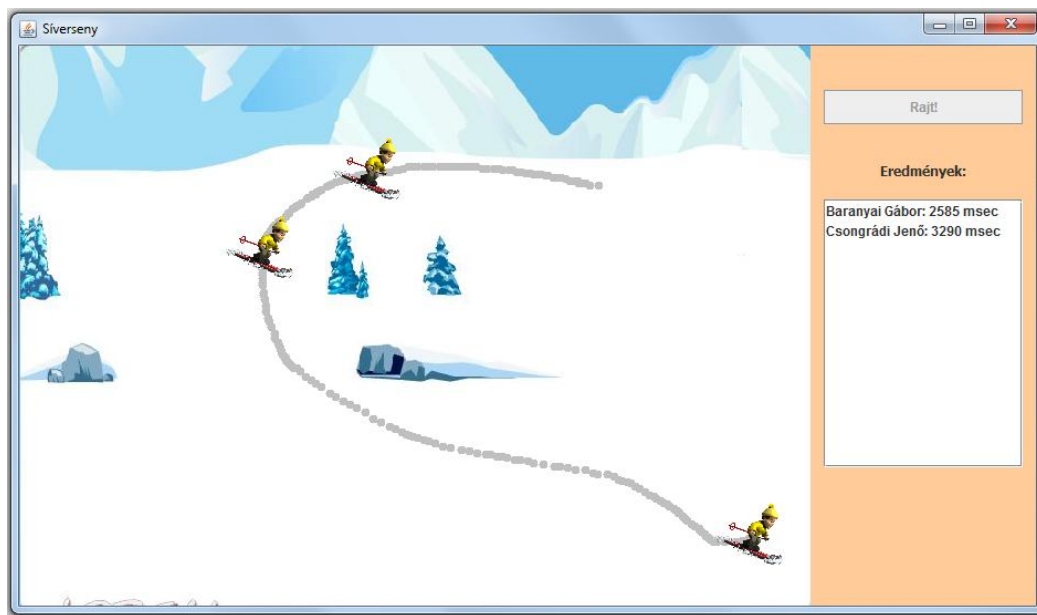 Síverseny
Rajt!
Eredmények:
Baranyai Gábor: 2585 msec
Csongrádi Jenő: 3290 msec